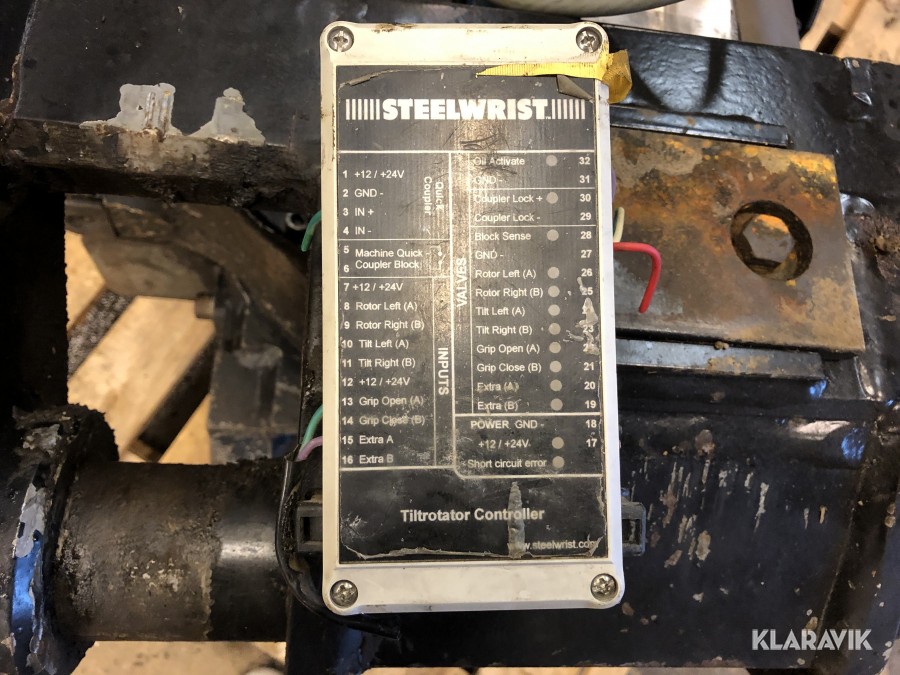 STEELWRIST
1 +12 / +24V
2 GND -
3 IN +
4 IN -
Quick
Coupler
5 Machine Quick
6 Coupler Block
7 +12 / +24V
8 Rotor Left (A)
9 Rotor Right (B)
10 Tilt Left (A)
11 Tilt Right (B)
12 +12 / +24V
13 Grip Open (A)
14 Grip Close (B)
15 Extra A
16 Extra B
INPUTS
VALVES
Oil Activate 32
GND - 31
Coupler Lock + 30
Coupler Lock - 29
Block Sense 28
GND - 27
Rotor Left (A) 26
Rotor Right (B) 25
Tilt Left (A)
Tilt Right (B) 23
Grip Open (A)
Grip Close (B) 21
Extra (A) 20
Extra (B) 19
POWER GND - 18
+12 / +24V 17
Short circuit error
Tiltrotator Controller
www.steelwrist.com
KLARAVIK